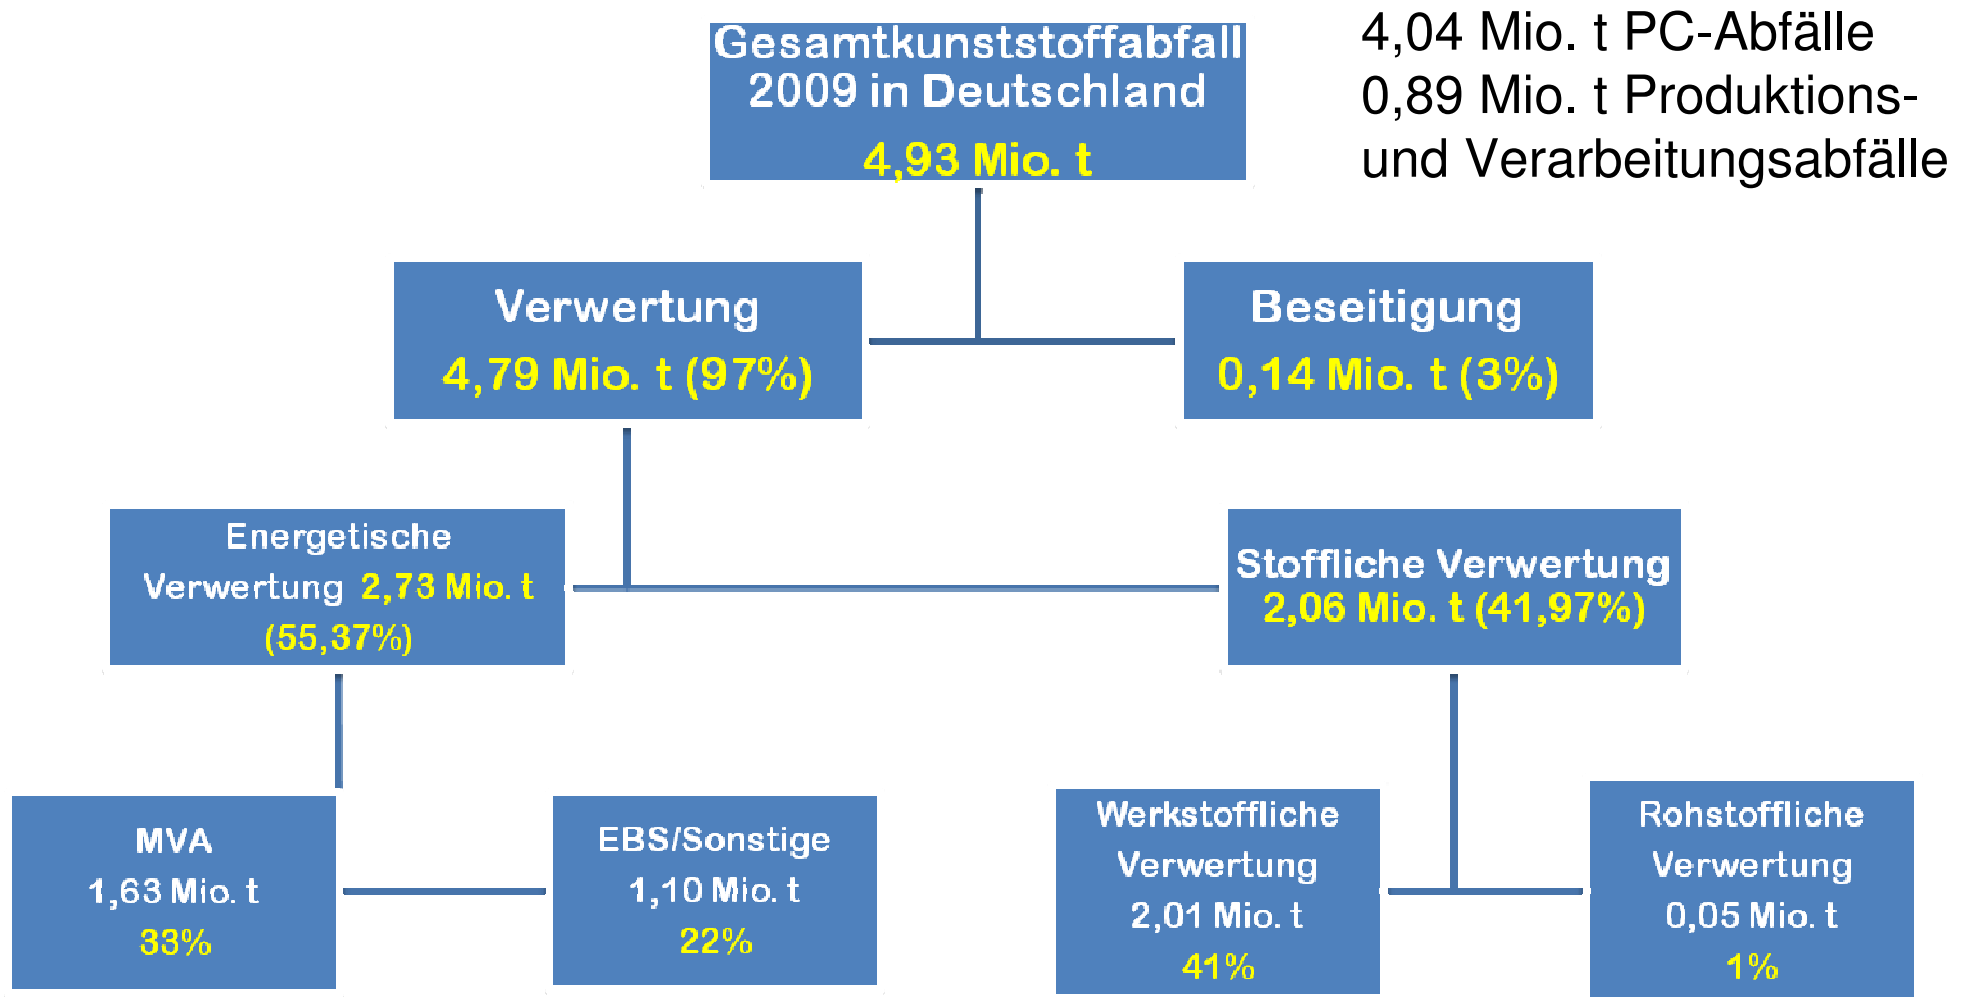 Gesamtkunststoffabfall
2009 in Deutschland
4,93 Mio. t
4,04 Mio. t PC-Abfälle
0,89 Mio. t Produktions-
und Verarbeitungsabfälle
Verwertung
4,79 Mio. t (97%)
Beseitigung
0,14 Mio. t (3%)
Energetische
Verwertung 2,73 Mio. t
(55,37%)
Stoffliche Verwertung
2,06 Mio. t (41,97%)
MVA
1,63 Mio. t
33%
EBS/Sonstige
1,10 Mio. t
22%
Werkstoffliche
Verwertung
2,01 Mio. t
41%
Rohstoffliche
Verwertung
0,05 Mio. t
1%